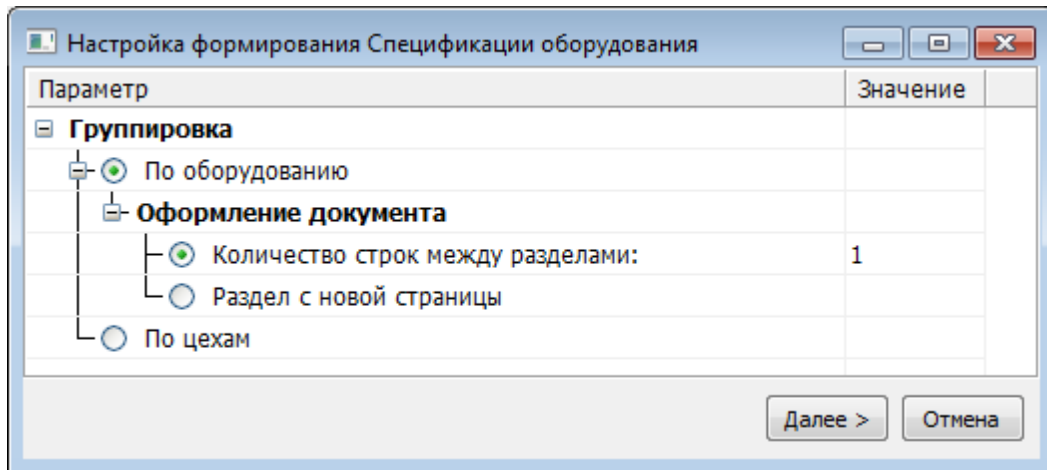 Настройка формирования Спецификации оборудования
Параметр Значение
Группировка
По оборудованию
Оформление документа
Количество строк между разделами: 1
Раздел с новой страницы
По цехам
Далее > Отмена